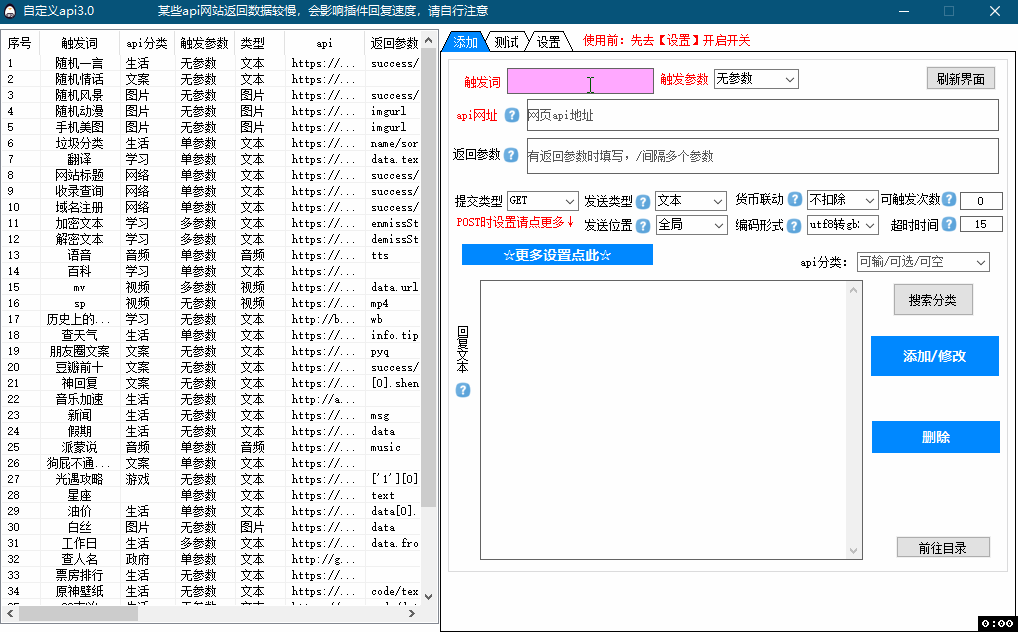 自定义api3.0 某些api网站返回数据较慢，会影响插件回复速度，请自行注意
序号 触发词 api分类 触发参数 类型 api 返回参数
1 随机一言 生活 无参数 文本 https://... success/
2 随机情话 文案 无参数 文本 https://...
3 随机风景 图片 无参数 图片 https://... success/
4 随机动漫 图片 无参数 图片 https://... imgurl
5 手机美图 图片 无参数 图片 https://... imgurl
6 垃圾分类 生活 单参数 文本 https://... name/sor
7 翻译 学习 单参数 文本 https://... data.tex
8 网站标题 网络 单参数 文本 https://... success/
9 收录查询 网络 单参数 文本 https://... success/
10 域名注册 网络 单参数 文本 https://... success/
11 加密文本 学习 多参数 文本 https://... enmissSt
12 解密文本 学习 多参数 文本 https://... demissSt
13 语音 音频 单参数 音频 https://... tts
14 百科 学习 单参数 文本 https://...
15 mv 视频 多参数 视频 https://... data.url
16 sp 视频 无参数 视频 https://... mp4
17 历史上的... 学习 无参数 文本 http://b... wb
18 查天气 生活 单参数 文本 https://... info.tip
19 朋友圈文案 文案 无参数 文本 https://... pyq
20 豆瓣前十 文案 无参数 文本 https://... success/
21 神回复 文案 无参数 文本 https://... [0].shen
22 音乐加速 生活 无参数 文本 http://a...
23 新闻 生活 无参数 文本 https://... msg
24 假期 生活 无参数 文本 https://... data
25 派蒙说 音频 单参数 音频 https://... music
26 狗屁不通... 文案 单参数 文本 https://...
27 光遇攻略 游戏 无参数 文本 https://... ['1'][0]
28 星座 单参数 文本 https://... text
29 油价 生活 单参数 文本 https://... data[0].
30 白丝 图片 无参数 图片 https://... data
31 工作日 生活 多参数 文本 https://... data.fro
32 查人名 政府 单参数 文本 http://g...
33 票房排行 生活 无参数 文本 https://...
34 原神壁纸 生活 无参数 文本 https://... code/tex
添加 测试 设置 使用前：先去【设置】开启开关
触发词 触发参数 无参数 刷新界面
api网址 ? 网页api地址
返回参数 ? 有返回参数时填写，/间隔多个参数
提交类型 GET 发送类型 ? 文本 货币联动 ? 不扣除 可触发次数 ? 0
POST时设置请点更多↓ 发送位置 ? 全局 编码形式 ? utf8转gb 超时时间 ? 15
☆更多设置点此☆
api分类： 可输/可选/可空
搜索分类
回复文本
?
添加/修改
删除
前往目录
0:00